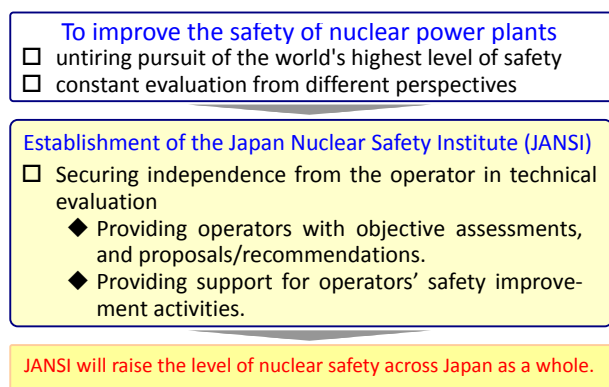 To improve the safety of nuclear power plants
□ untiring pursuit of the world's highest level of safety
□ constant evaluation from different perspectives
Establishment of the Japan Nuclear Safety Institute (JANSI)
□ Securing independence from the operator in technical
evaluation
◆ Providing operators with objective assessments,
and proposals/recommendations.
◆ Providing support for operators’ safety improve-
ment activities.
JANSI will raise the level of nuclear safety across Japan as a whole.